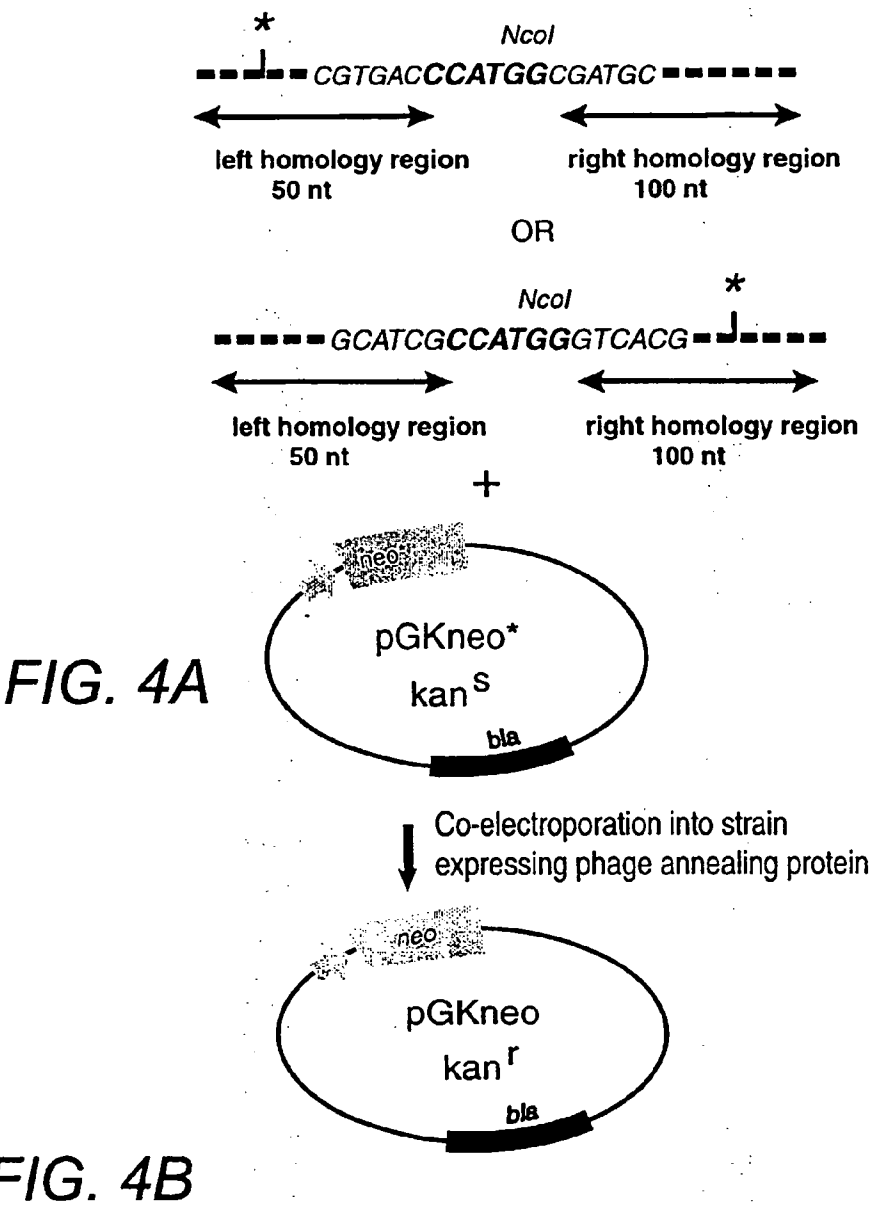 *
NcoI
CGTGACCCATGGCGATGC
left homology region right homology region
50 nt 100 nt
OR
*
NcoI
GCATCGCCATGGGTCACG
left homology region right homology region
50 nt 100 nt
+
neo*
pGKneo*
kan^s
bla
FIG. 4A
Co-electroporation into strain
expressing phage annealing protein
neo
pGKneo
kan^r
bla
FIG. 4B